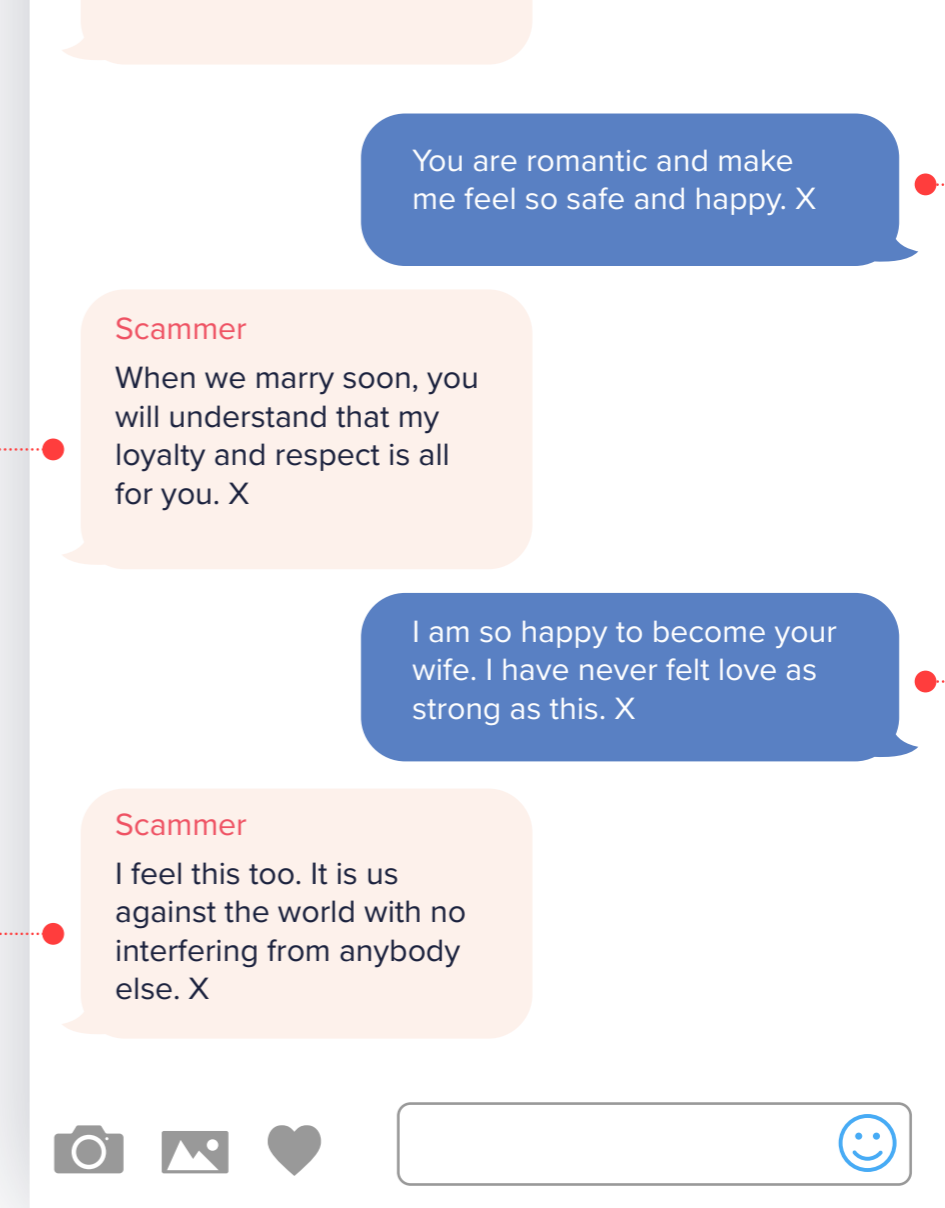 You are romantic and make
me feel so safe and happy. X
Scammer
When we marry soon, you
will understand that my
loyalty and respect is all
for you. X
I am so happy to become your
wife. I have never felt love as
strong as this. X
Scammer
I feel this too. It is us
against the world with no
interfering from anybody
else. X